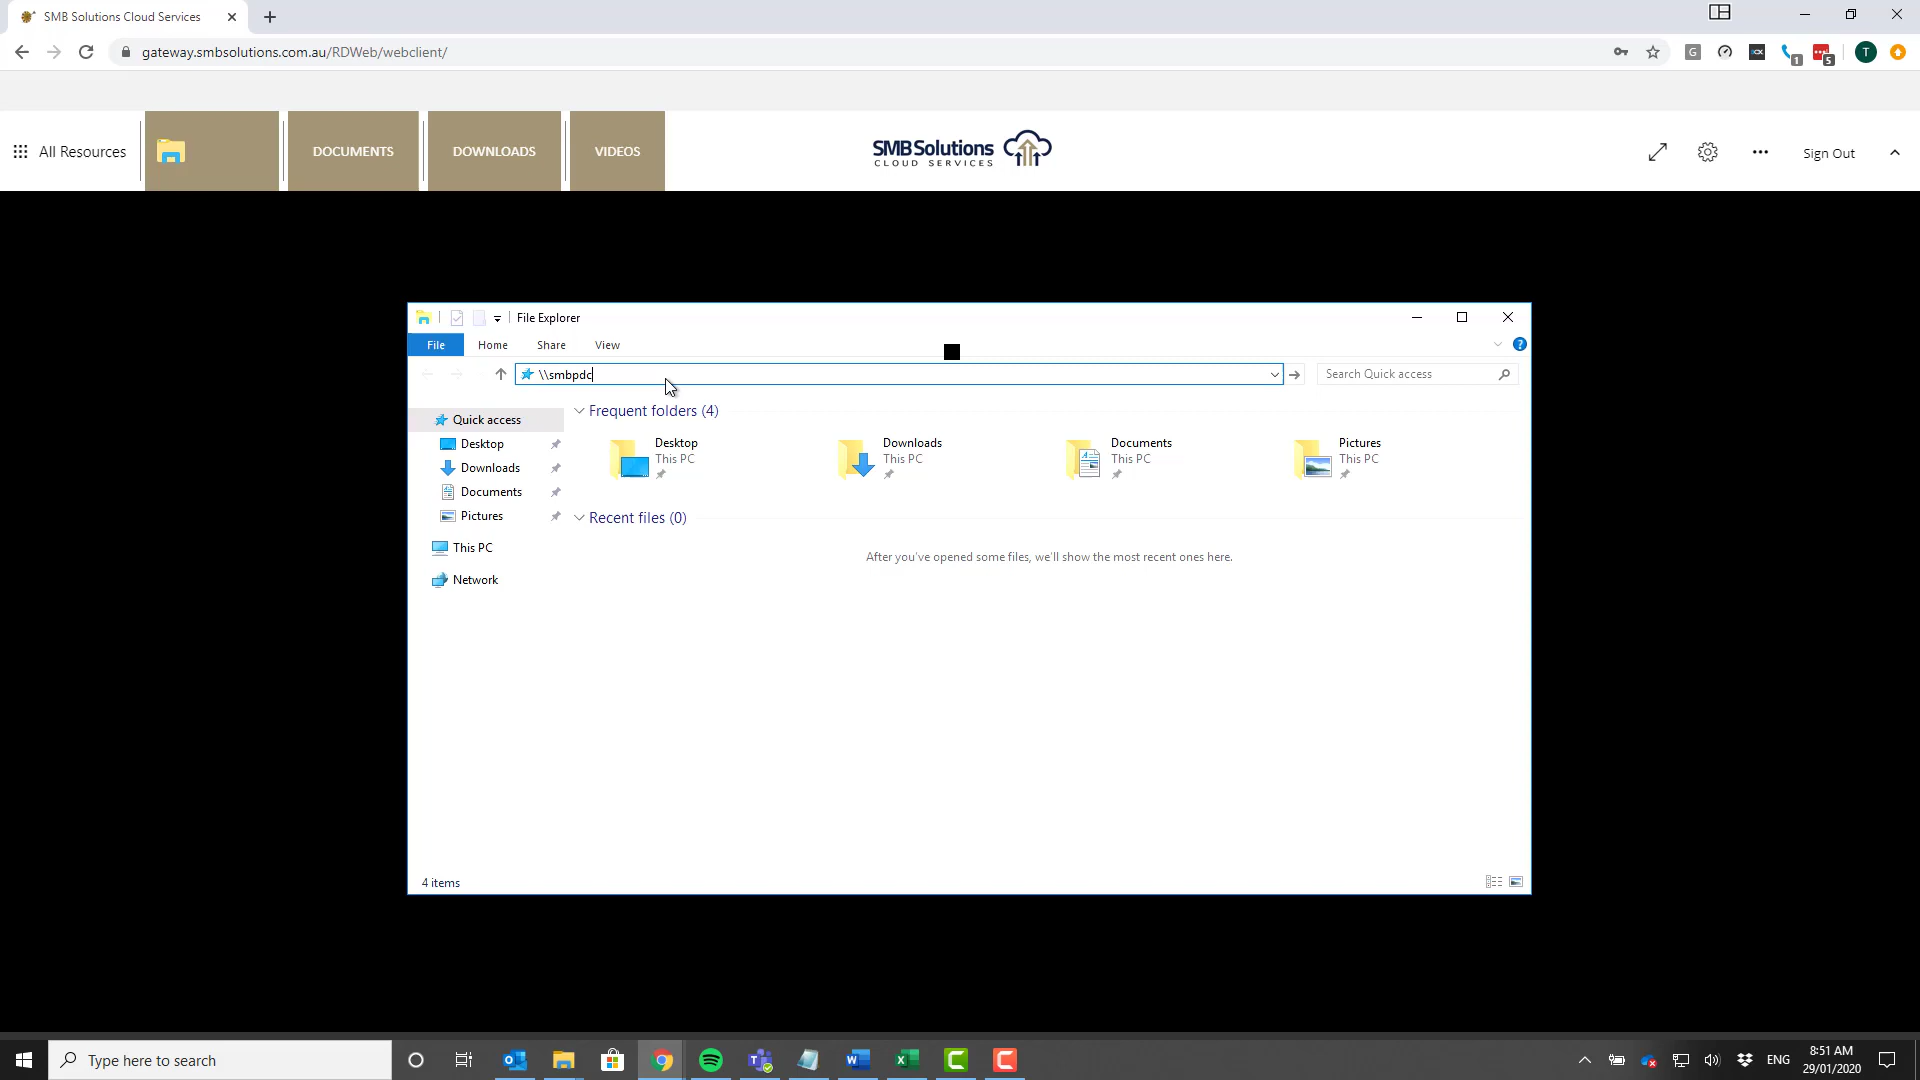 SMB Solutions Cloud Services
gateway.smbsolutions.com.au/RDWeb/webclient/
G
CX
1
5
T
All Resources
DOCUMENTS
DOWNLOADS
VIDEOS
SMBSolutions
CLOUD SERVICES
Sign Out
File Explorer
File
Home
Share
View
?
\\smbpdc
Search Quick access
Quick access
Desktop
Downloads
Documents
Pictures
This PC
Network
Frequent folders (4)
Desktop
This PC
Downloads
This PC
Documents
This PC
Pictures
This PC
Recent files (0)
After you've opened some files, we'll show the most recent ones here.
4 items
Type here to search
ENG
8:51 AM
29/01/2020